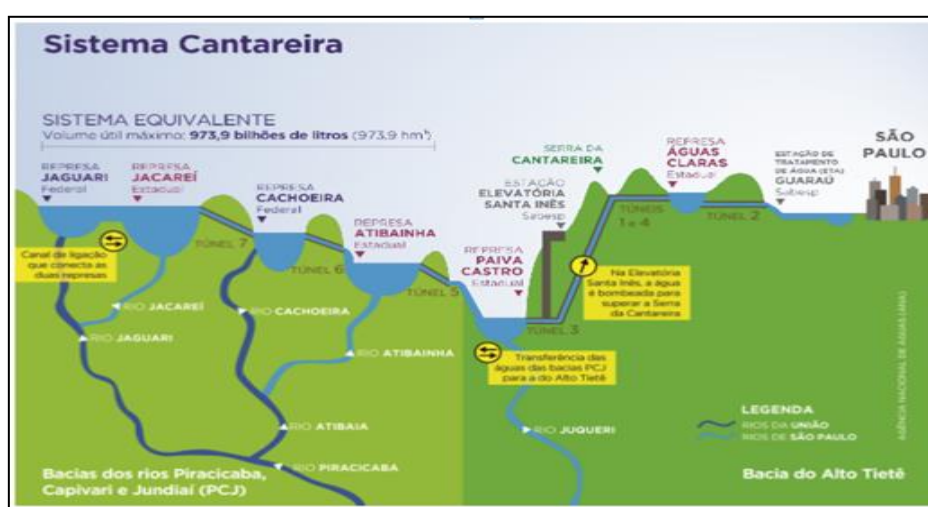 Sistema Cantareira
SISTEMA EQUIVALENTE
Volume útil máximo: 973,9 bilhões de litros (973,9 hm³)
REPRESA
JAGUARI
Federal
REPRESA
JACAREÍ
Estadual
REPRESA
CACHOEIRA
Federal
REPRESA
ATIBAINHA
Estadual
REPRESA
PAIVA
CASTRO
Estadual
ESTAÇÃO
ELEVATÓRIA
SANTA INÊS
Sabesp
SERRA DA
CANTAREIRA
REPRESA
ÁGUAS
CLARAS
Estadual
ESTAÇÃO DE
TRATAMENTO
DE ÁGUA (ETA)
GUARAÚ
Sabesp
SÃO
PAULO
TÚNEL 7
TÚNEL 6
TÚNEL 5
TÚNEL 3
TÚNEIS
1 e 4
TÚNEL 2
Canal de ligação
que conecta as
duas represas
Na Elevatória
Santa Inês, a água
é bombeada para
superar a Serra
da Cantareira
Transferência das
águas das bacias PCJ
para a do Alto Tietê
RIO JACAREÍ
RIO JAGUARI
RIO CACHOEIRA
RIO ATIBAINHA
RIO ATIBAIA
RIO PIRACICABA
RIO JUQUERI
LEGENDA
RIOS DA UNIÃO
RIOS DE SÃO PAULO
Bacias dos rios Piracicaba,
Capivari e Jundiaí (PCJ)
Bacia do Alto Tietê
AGÊNCIA NACIONAL DE ÁGUAS (ANA)